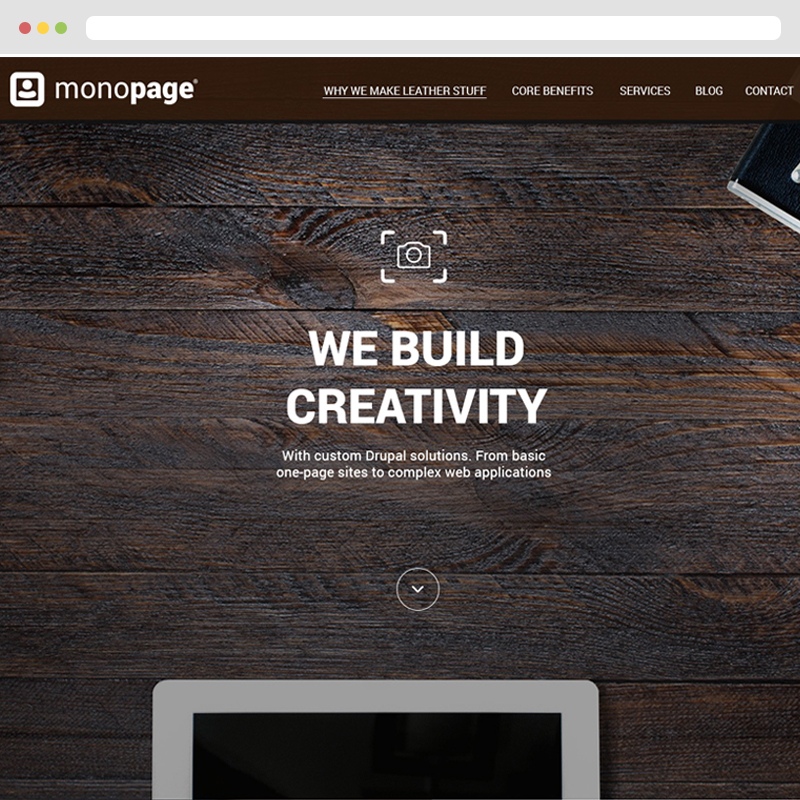 monopage®
WHY WE MAKE LEATHER STUFF CORE BENEFITS SERVICES BLOG CONTACT
WE BUILD
CREATIVITY
With custom Drupal solutions. From basic
one-page sites to complex web applications